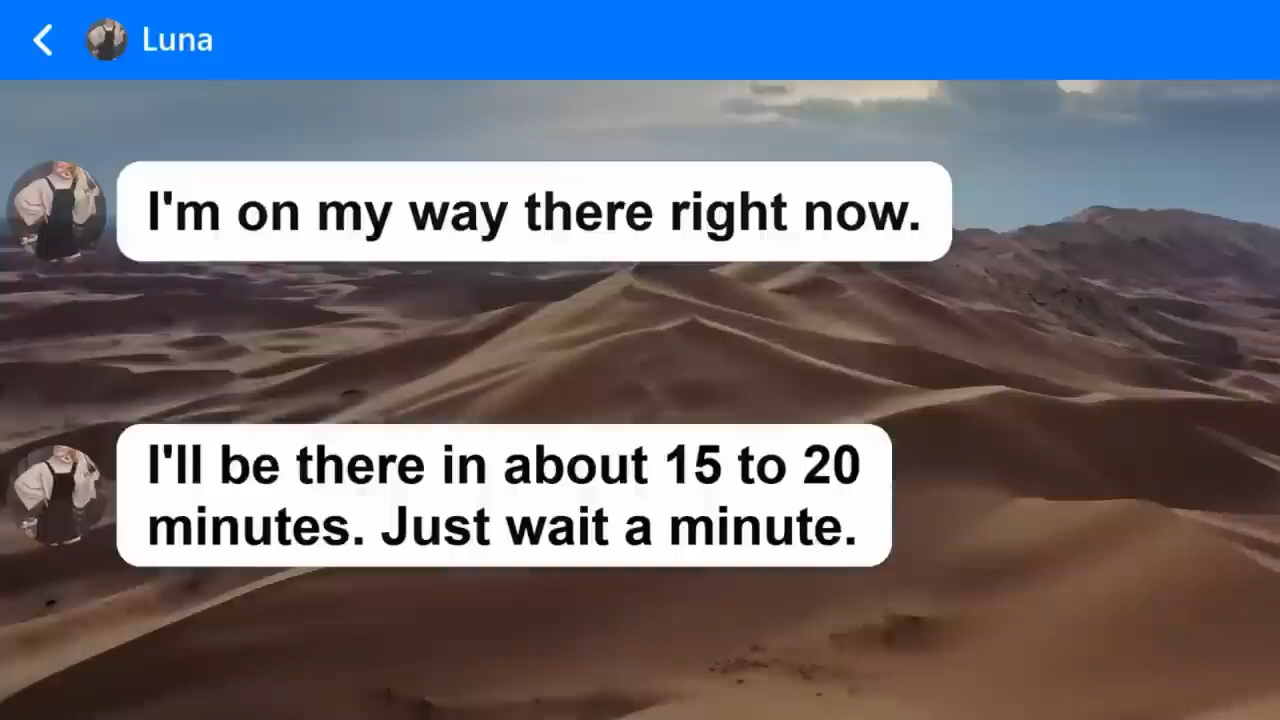 Luna
I'm on my way there right now.
I'll be there in about 15 to 20
minutes. Just wait a minute.